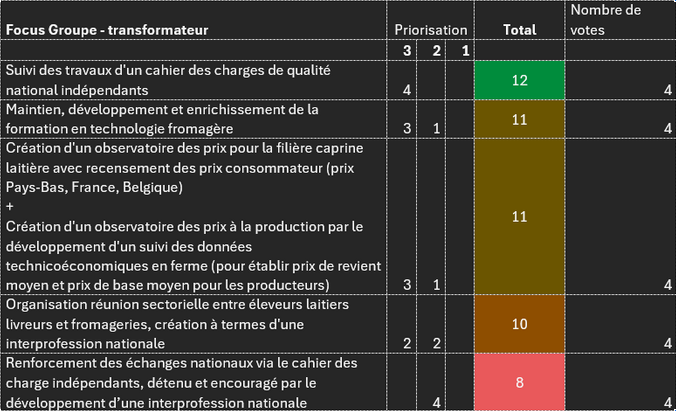 Focus Groupe - transformateur Priorisation Total Nombre de votes
3 2 1
Suivi des travaux d'un cahier des charges de qualité
national indépendants 4 12 4
Maintien, développement et enrichissement de la
formation en technologie fromagère 3 1 11 4
Création d'un observatoire des prix pour la filière caprine
laitière avec recensement des prix consommateur (prix
Pays-Bas, France, Belgique)
+
Création d'un observatoire des prix à la production par le
développement d'un suivi des données
technicoéconomiques en ferme (pour établir prix de revient
moyen et prix de base moyen pour les producteurs) 3 1 11 4
Organisation réunion sectorielle entre éleveurs laitiers
livreurs et fromageries, création à termes d'une
interprofession nationale 2 2 10 4
Renforcement des échanges nationaux via le cahier des
charge indépendants, détenu et encouragé par le
développement d'une interprofession nationale 4 8 4